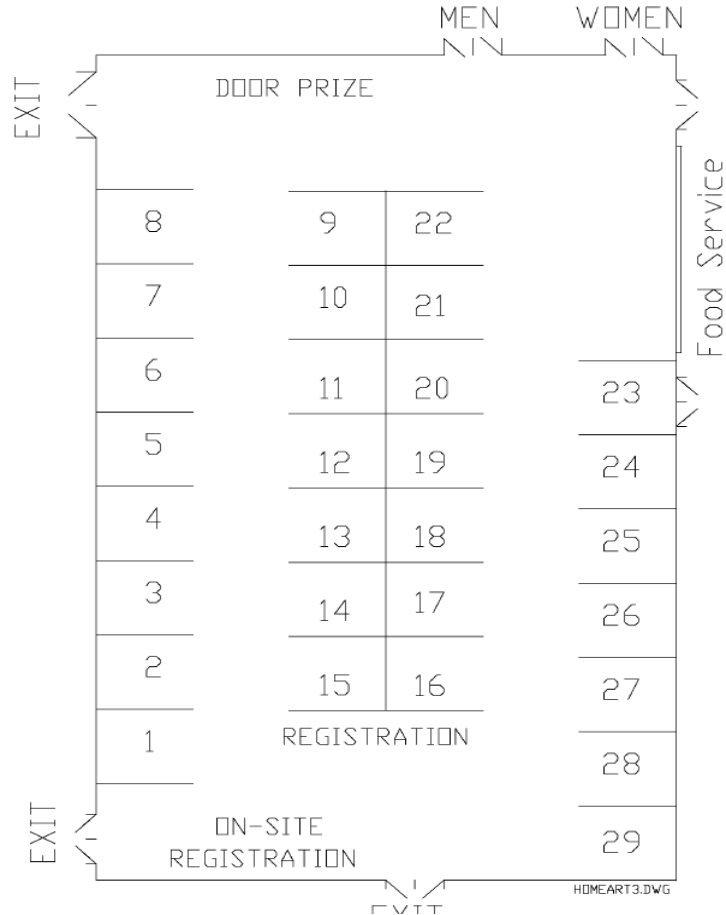 MEN WOMEN
EXIT
DOOR PRIZE
Food Service
8 9 22
7 10 21
6 11 20 23
5 12 19 24
4 13 18 25
3 14 17 26
2 15 16 27
1 REGISTRATION 28
EXIT
ON-SITE
REGISTRATION
29
HOMEART3.DWG
EXIT